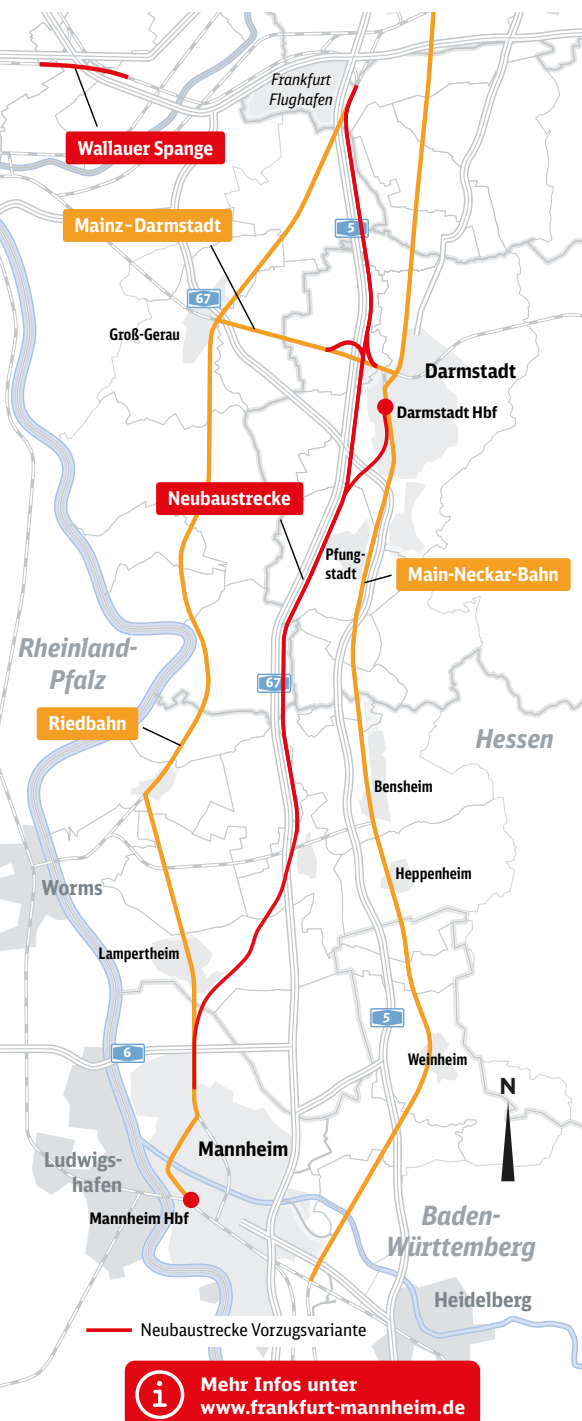 Frankfurt
Flughafen
Wallauer Spange
Mainz-Darmstadt
5
67
Groß-Gerau
Darmstadt
Darmstadt Hbf
Neubaustrecke
Pfung-
stadt
Main-Neckar-Bahn
Rheinland-
Pfalz
67
Riedbahn
Hessen
Bensheim
Heppenheim
Worms
Lampertheim
5
6
Weinheim
N
Mannheim
Ludwigs-
hafen
Mannheim Hbf
Baden-
Württemberg
Heidelberg
Neubaustrecke Vorzugsvariante
i
Mehr Infos unter
www.frankfurt-mannheim.de